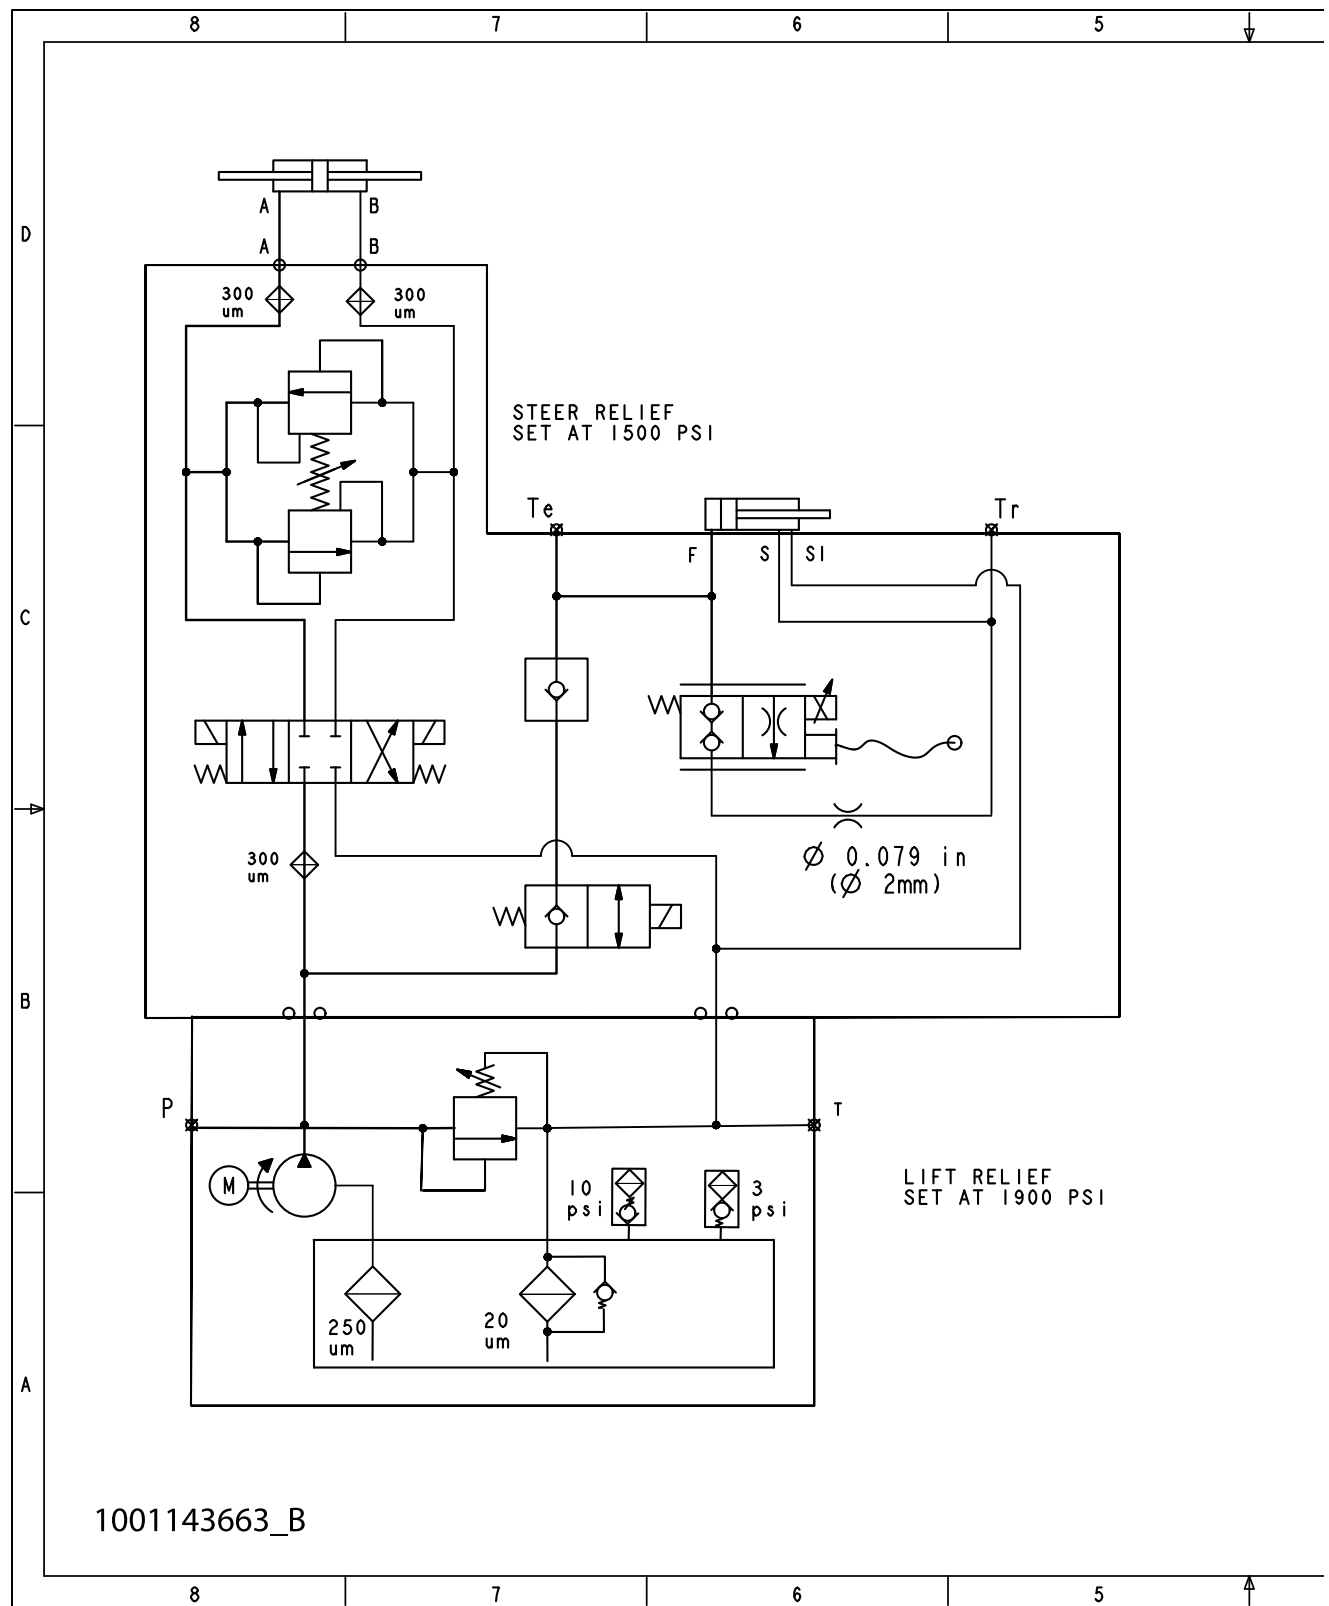 8 7 6 5
D
A B
A B
300
um
300
um
STEER RELIEF
SET AT 1500 PSI
Te
Tr
F S S1
C
300
um
Ø 0.079 in
(Ø 2mm)
B
P
T
M
10
psi
3
psi
LIFT RELIEF
SET AT 1900 PSI
250
um
20
um
A
1001143663_B
8 7 6 5